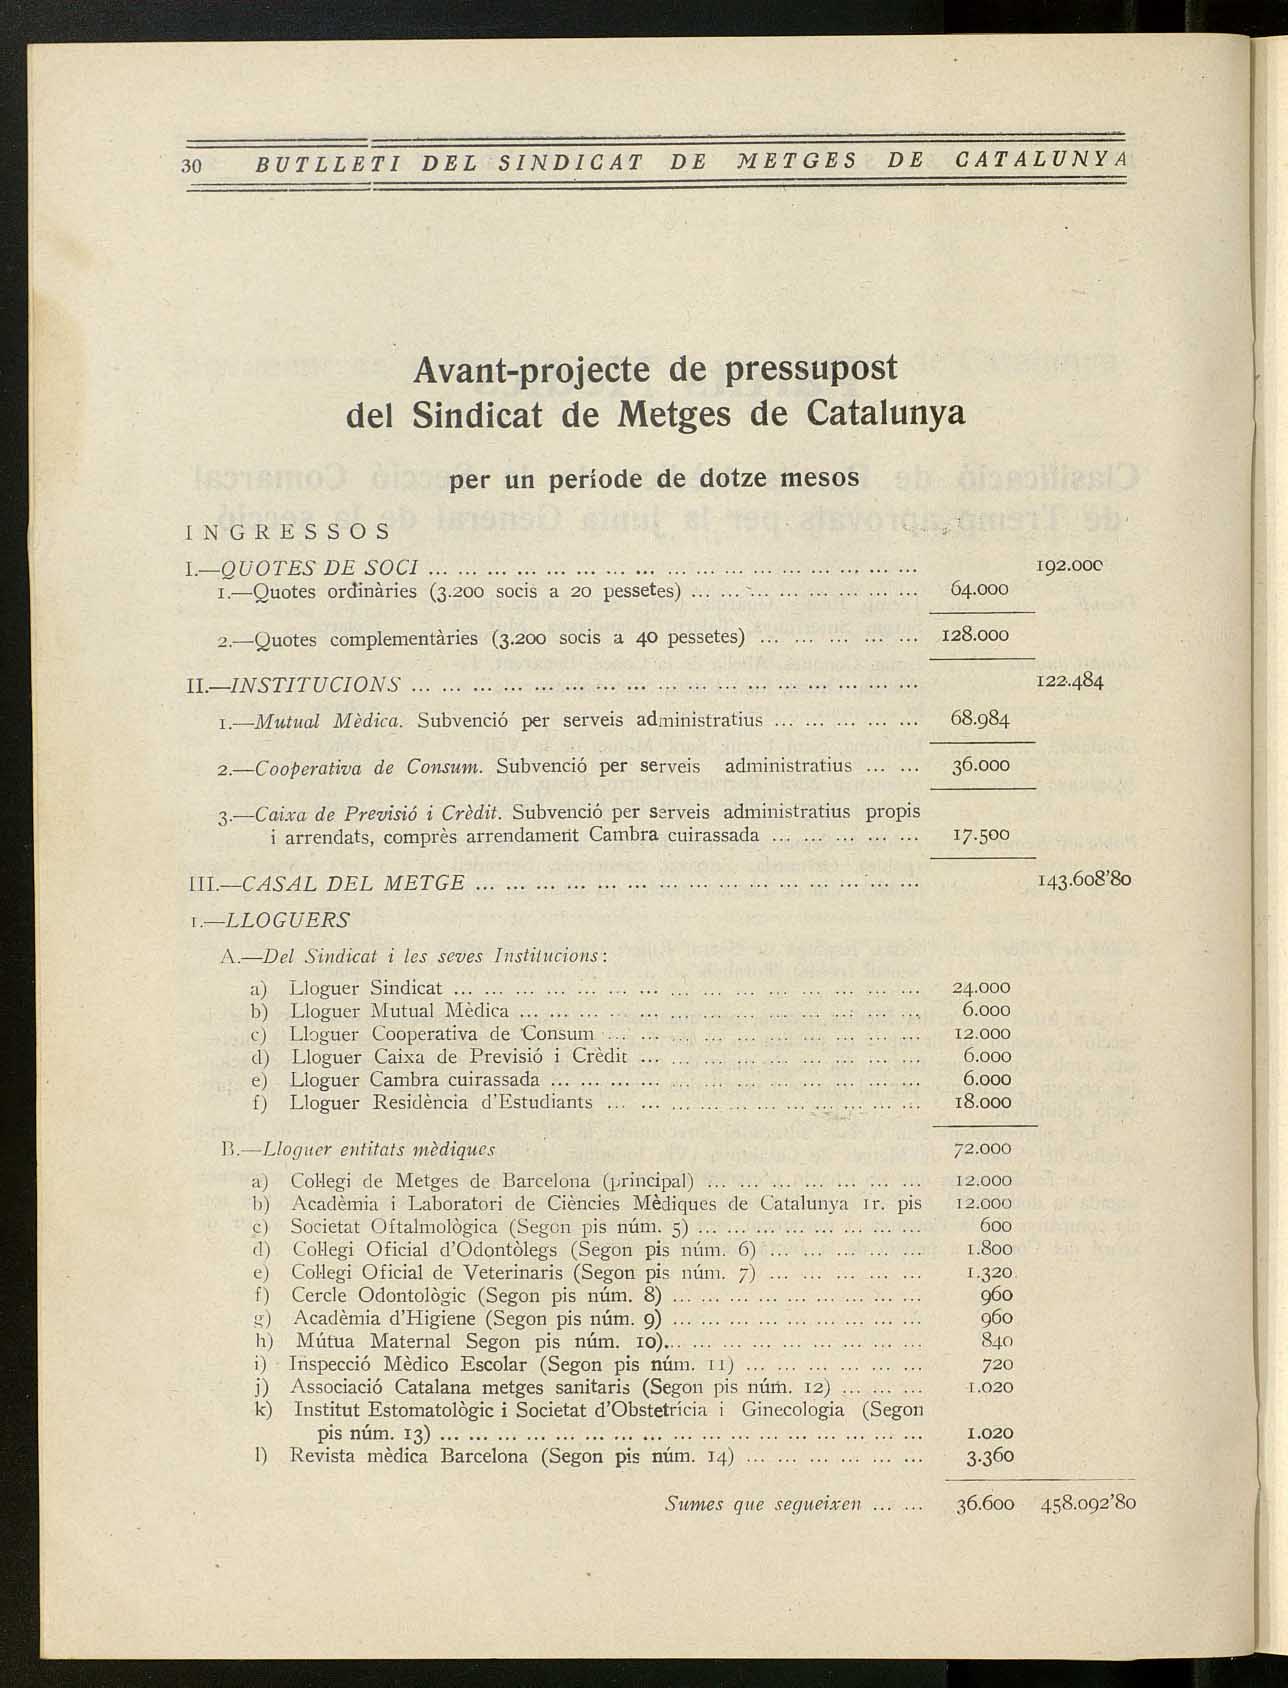 30 BUTLLETI DEL SINDICAT DE METGES DE CATALUNYA
Avant-projecte de pressupost
del Sindicat de Metges de Catalunya
per un període de dotze mesos
INGRESSOS
I.—QUOTES DE SOCI ... ... ... ... ... ... ... ... ... ... ... ... ... ... ... ... ... 192.000
1.—Quotes ordinàries (3.200 socis a 20 pessetes) ... ... ... ... ... ... ... ... 64.000
2.—Quotes complementàries (3.200 socis a 40 pessetes) ... ... ... ... ... 128.000
II.—INSTITUCIONS ... ... ... ... ... ... ... ... ... ... ... ... ... ... ... ... ... 122.484
1.—Mutual Mèdica. Subvenció per serveis administratius ... ... ... ... ... 68.984
2.—Cooperativa de Consum. Subvenció per serveis administratius ... ... 36.000
3.—Caixa de Previsió i Crèdit. Subvenció per serveis administratius propis
i arrendats, comprès arrendament Cambra cuirassada ... ... ... ... ... 17.500
III.—CASAL DEL METGE ... ... ... ... ... ... ... ... ... ... ... ... ... ... ... 143.608'80
1.—LLOGUERS
A.—Del Sindicat i les seves Institucions:
a) Lloguer Sindicat ... ... ... ... ... ... ... ... ... ... ... ... ... ... ... 24.000
b) Lloguer Mutual Mèdica ... ... ... ... ... ... ... ... ... ... ... ... ... 6.000
c) Lloguer Cooperativa de Consum ... ... ... ... ... ... ... ... ... ... 12.000
d) Lloguer Caixa de Previsió i Crèdit ... ... ... ... ... ... ... ... ... 6.000
e) Lloguer Cambra cuirassada ... ... ... ... ... ... ... ... ... ... ... ... 6.000
f) Lloguer Residència d'Estudiants ... ... ... ... ... ... ... ... ... ... 18.000
B.—Lloguer entitats mèdiques 72.000
a) Col·legi de Metges de Barcelona (principal) ... ... ... ... ... ... ... 12.000
b) Acadèmia i Laboratori de Ciències Mèdiques de Catalunya 1r. pis 12.000
c) Societat Oftalmològica (Segon pis núm. 5) ... ... ... ... ... ... ... ... 600
d) Col·legi Oficial d'Odontòlegs (Segon pis núm. 6) ... ... ... ... ... 1.800
e) Col·legi Oficial de Veterinaris (Segon pis núm. 7) ... ... ... ... ... 1.320
f) Cercle Odontològic (Segon pis núm. 8) ... ... ... ... ... ... ... ... ... 960
g) Acadèmia d'Higiene (Segon pis núm. 9) ... ... ... ... ... ... ... ... ... 960
h) Mútua Maternal Segon pis núm. 10)... ... ... ... ... ... ... ... ... 840
i) Inspecció Mèdico Escolar (Segon pis núm. 11) ... ... ... ... ... ... 720
j) Associació Catalana metges sanitaris (Segon pis núm. 12) ... ... ... 1.020
k) Institut Estomatològic i Societat d'Obstetrícia i Ginecologia (Segon
pis núm. 13) ... ... ... ... ... ... ... ... ... ... ... ... ... ... ... ... ... 1.020
l) Revista mèdica Barcelona (Segon pis núm. 14) ... ... ... ... ... ... 3.360
Sumes que segueixen ... ... 36.600 458.092'80